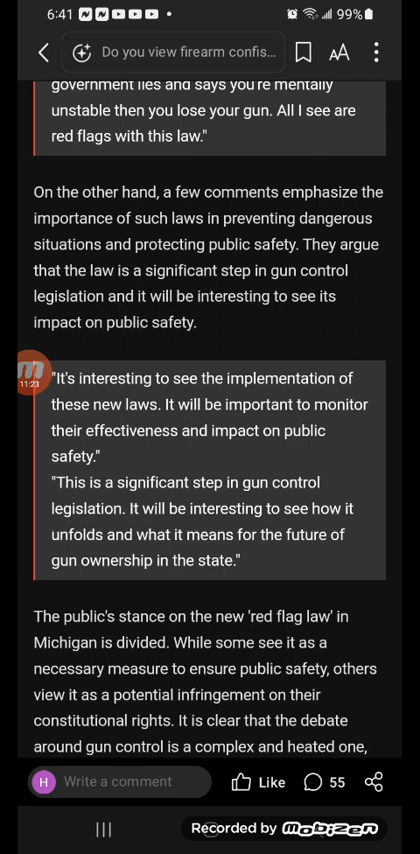 6:41
99%
Do you view firearm confis...
AA
government lies and says you're mentally
unstable then you lose your gun. All I see are
red flags with this law."
On the other hand, a few comments emphasize the
importance of such laws in preventing dangerous
situations and protecting public safety. They argue
that the law is a significant step in gun control
legislation and it will be interesting to see its
impact on public safety.
11:23
"It's interesting to see the implementation of
these new laws. It will be important to monitor
their effectiveness and impact on public
safety."
"This is a significant step in gun control
legislation. It will be interesting to see how it
unfolds and what it means for the future of
gun ownership in the state."
The public's stance on the new 'red flag law' in
Michigan is divided. While some see it as a
necessary measure to ensure public safety, others
view it as a potential infringement on their
constitutional rights. It is clear that the debate
around gun control is a complex and heated one,
H
Write a comment
Like
55
Recorded by mobizen